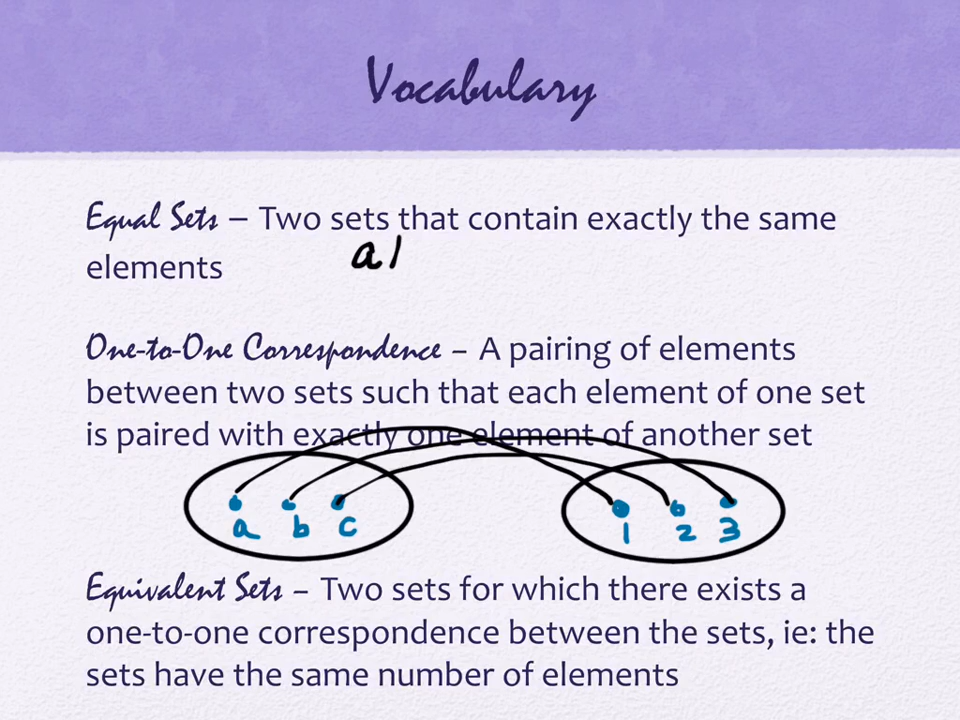 Vocabulary
Equal Sets – Two sets that contain exactly the same
elements
a1
One-to-One Correspondence – A pairing of elements
between two sets such that each element of one set
is paired with exactly one element of another set
a b c 1 2 3
Equivalent Sets – Two sets for which there exists a
one-to-one correspondence between the sets, ie: the
sets have the same number of elements